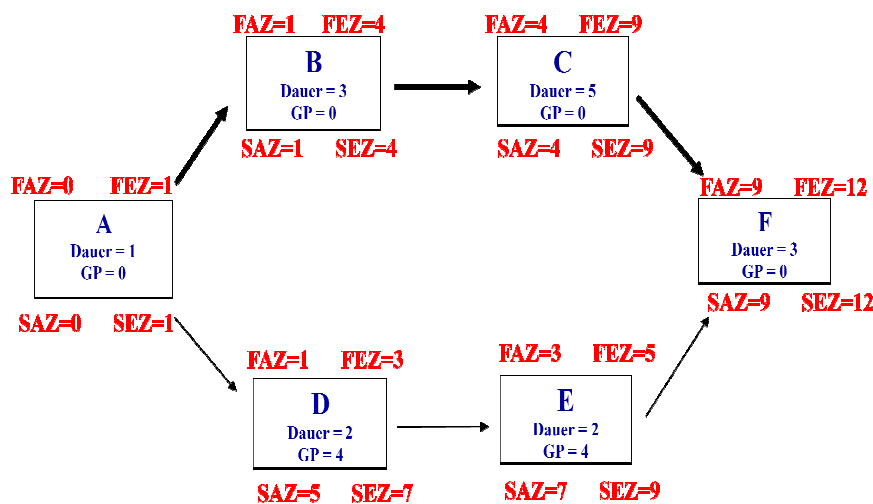 FAZ=1 FEZ=4
B
Dauer = 3
GP = 0
SAZ=1 SEZ=4
FAZ=4 FEZ=9
C
Dauer = 5
GP = 0
SAZ=4 SEZ=9
FAZ=0 FEZ=1
A
Dauer = 1
GP = 0
SAZ=0 SEZ=1
FAZ=9 FEZ=12
F
Dauer = 3
GP = 0
SAZ=9 SEZ=12
FAZ=1 FEZ=3
D
Dauer = 2
GP = 4
SAZ=5 SEZ=7
FAZ=3 FEZ=5
E
Dauer = 2
GP = 4
SAZ=7 SEZ=9